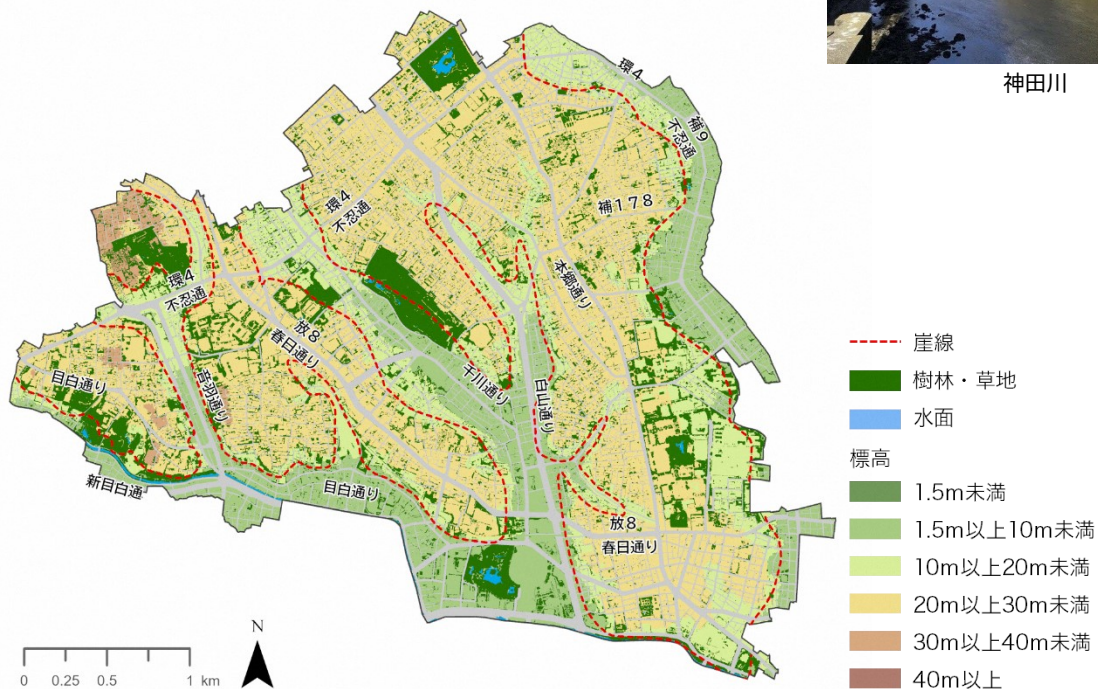 神田川
環4
補9
不忍通
環4
不忍通
補178
本郷通り
環4
不忍通
放8
春日通り
千川通り
白山通り
目白通り
音羽通り
新目白通
目白通り
放8
春日通り
崖線
樹林・草地
水面
標高
1.5m未満
1.5m以上10m未満
10m以上20m未満
20m以上30m未満
30m以上40m未満
40m以上
N
0 0.25 0.5 1 km